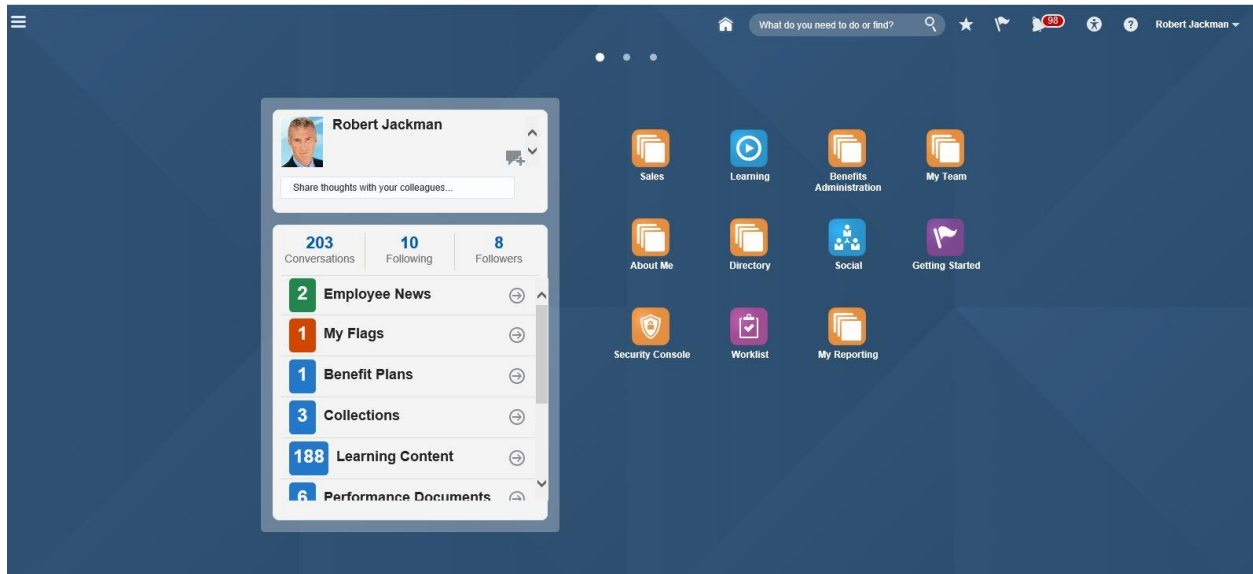 What do you need to do or find?
98
Robert Jackman
Robert Jackman
Share thoughts with your colleagues...
203 10 8
Conversations Following Followers
2 Employee News
1 My Flags
1 Benefit Plans
3 Collections
188 Learning Content
6 Performance Documents
Sales Learning Benefits Administration My Team
About Me Directory Social Getting Started
Security Console Worklist My Reporting